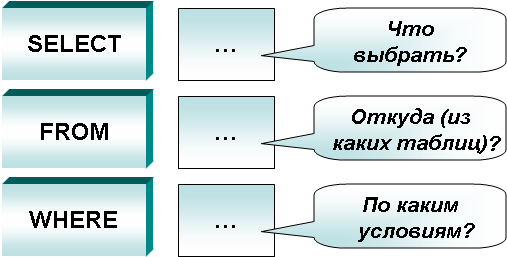 SELECT
...
Что
выбрать?
FROM
...
Откуда (из
каких таблиц)?
WHERE
...
По каким
условиям?